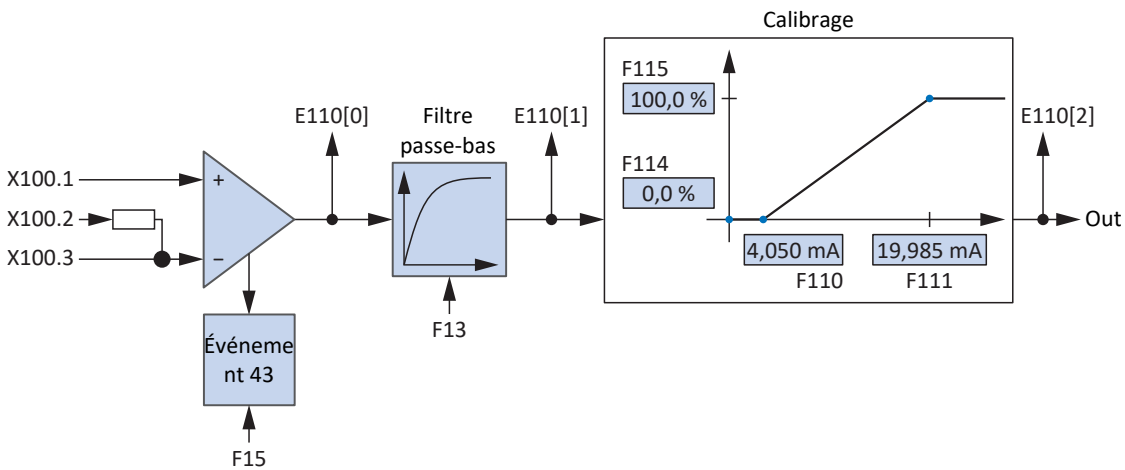 Calibrage
F115
100,0 %
F114
0,0 %
4,050 mA
19,985 mA
F110
F111
E110[0]
Filtre
passe-bas
E110[1]
E110[2]
X100.1
X100.2
X100.3
+
−
Out
F13
Événeme
nt 43
F15